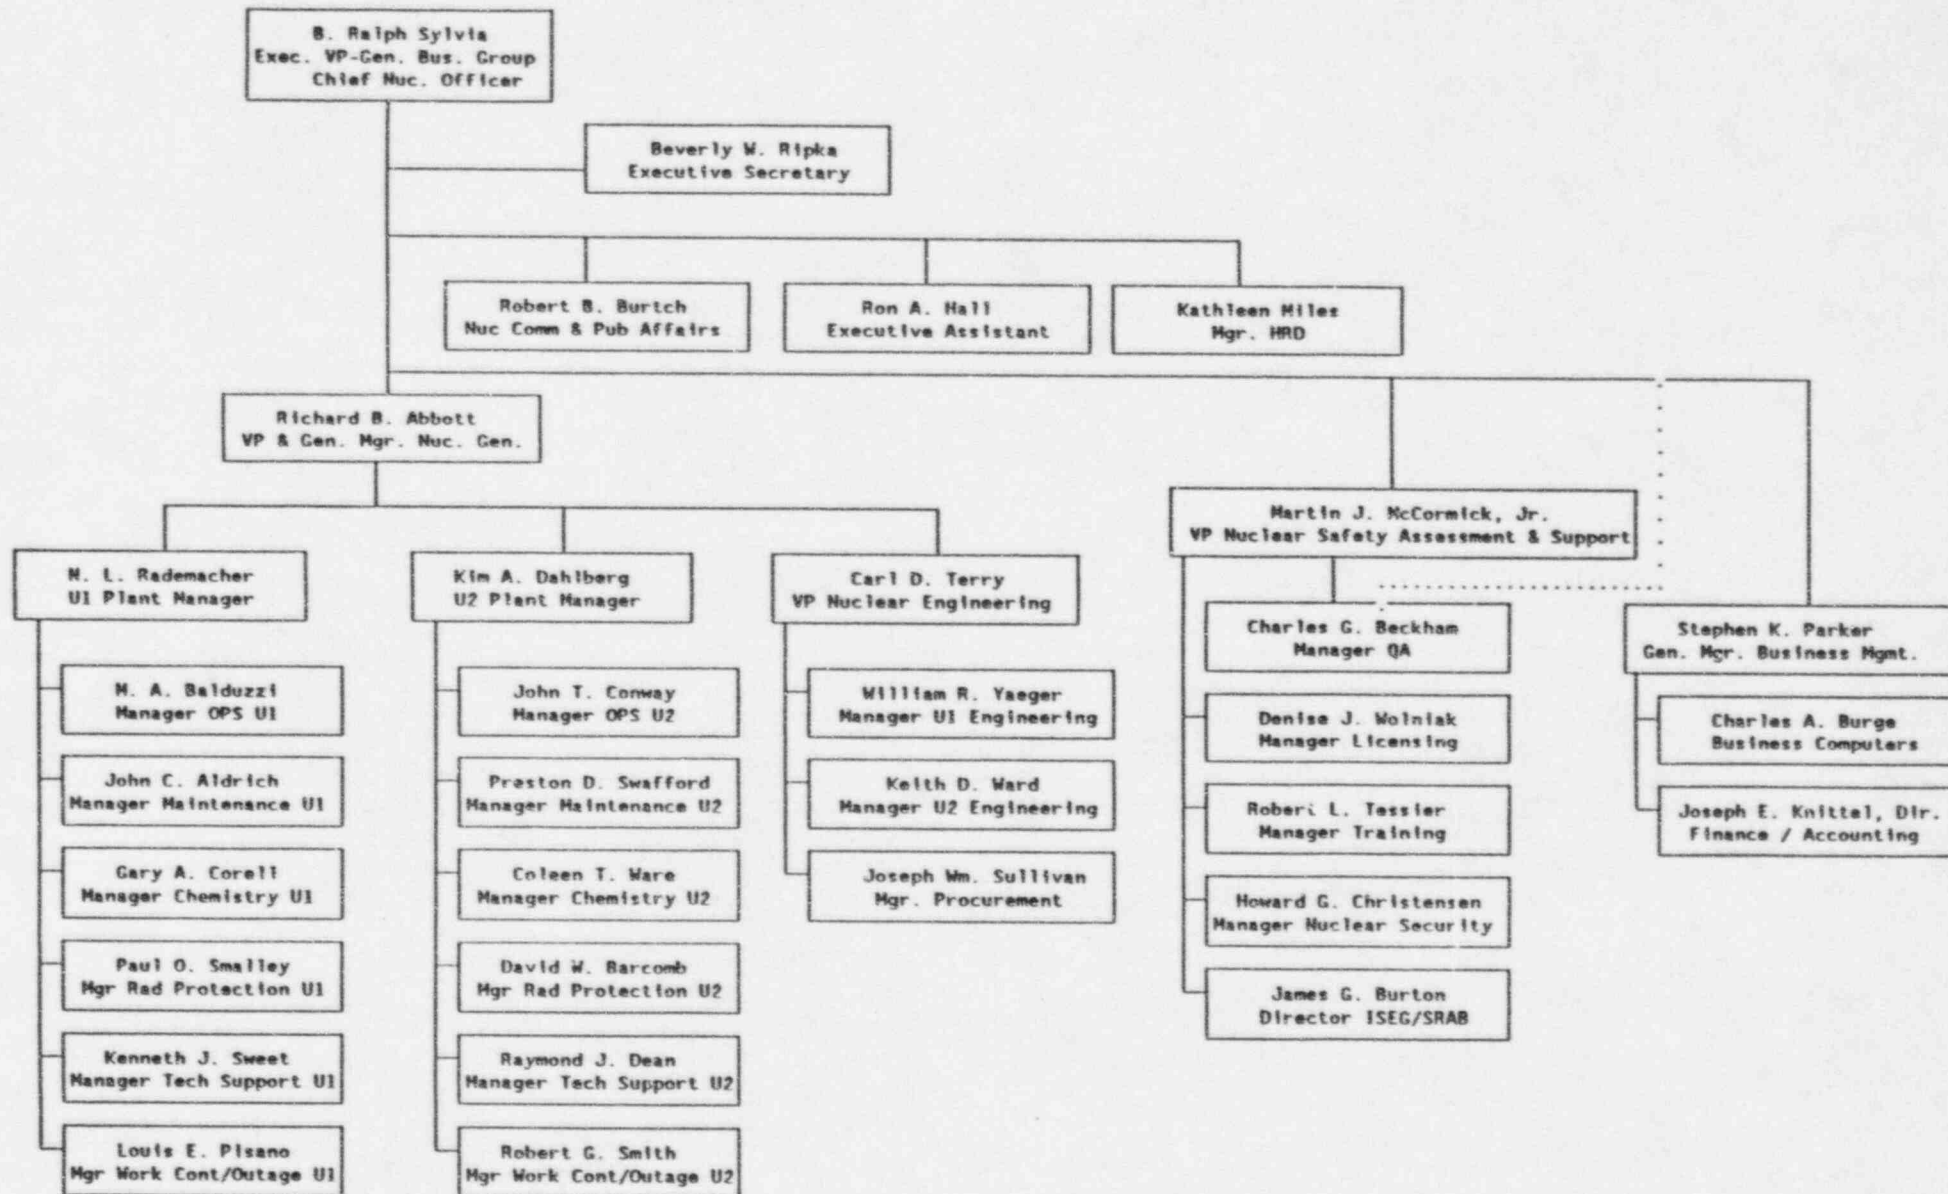 B. Ralph Sylvia
Exec. VP-Gen. Bus. Group
Chief Nuc. Officer
Beverly W. Ripka
Executive Secretary
Robert B. Burtch
Nuc Comm & Pub Affairs
Ron A. Hall
Executive Assistant
Kathleen Miles
Mgr. HRD
Richard B. Abbott
VP & Gen. Mgr. Nuc. Gen.
Martin J. McCormick, Jr.
VP Nuclear Safety Assessment & Support
N. L. Rademacher
U1 Plant Manager
M. A. Balduzzi
Manager OPS U1
John C. Aldrich
Manager Maintenance U1
Gary A. Corell
Manager Chemistry U1
Paul O. Smalley
Mgr Rad Protection U1
Kenneth J. Sweet
Manager Tech Support U1
Louis E. Pisano
Mgr Work Cont/Outage U1
Kim A. Dahlberg
U2 Plant Manager
John T. Conway
Manager OPS U2
Preston D. Swafford
Manager Maintenance U2
Coleen T. Ware
Manager Chemistry U2
David W. Barcomb
Mgr Rad Protection U2
Raymond J. Dean
Manager Tech Support U2
Robert G. Smith
Mgr Work Cont/Outage U2
Carl D. Terry
VP Nuclear Engineering
William R. Yaeger
Manager U1 Engineering
Keith D. Ward
Manager U2 Engineering
Joseph Wm. Sullivan
Mgr. Procurement
Charles G. Beckham
Manager QA
Denise J. Wolniak
Manager Licensing
Robert L. Tessier
Manager Training
Howard G. Christensen
Manager Nuclear Security
James G. Burton
Director ISEG/SRAB
Stephen K. Parker
Gen. Mgr. Business Mgmt.
Charles A. Burge
Business Computers
Joseph E. Knittel, Dir.
Finance / Accounting